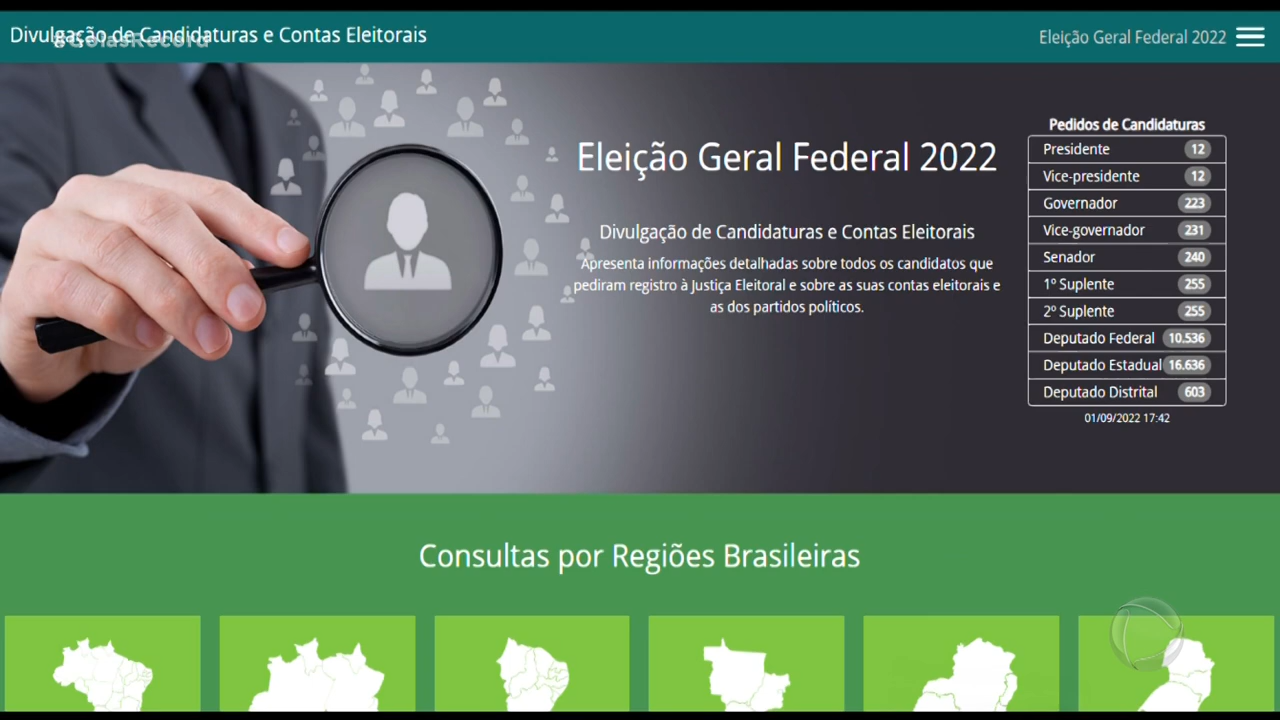 Divulgação de Candidaturas e Contas Eleitorais
#GoiásRecord
Eleição Geral Federal 2022
Eleição Geral Federal 2022
Divulgação de Candidaturas e Contas Eleitorais
Apresenta informações detalhadas sobre todos os candidatos que
pediram registro à Justiça Eleitoral e sobre as suas contas eleitorais e
as dos partidos políticos.
Pedidos de Candidaturas
Presidente 12
Vice-presidente 12
Governador 223
Vice-governador 231
Senador 240
1º Suplente 255
2º Suplente 255
Deputado Federal 10.536
Deputado Estadual 16.636
Deputado Distrital 603
01/09/2022 17:42
Consultas por Regiões Brasileiras